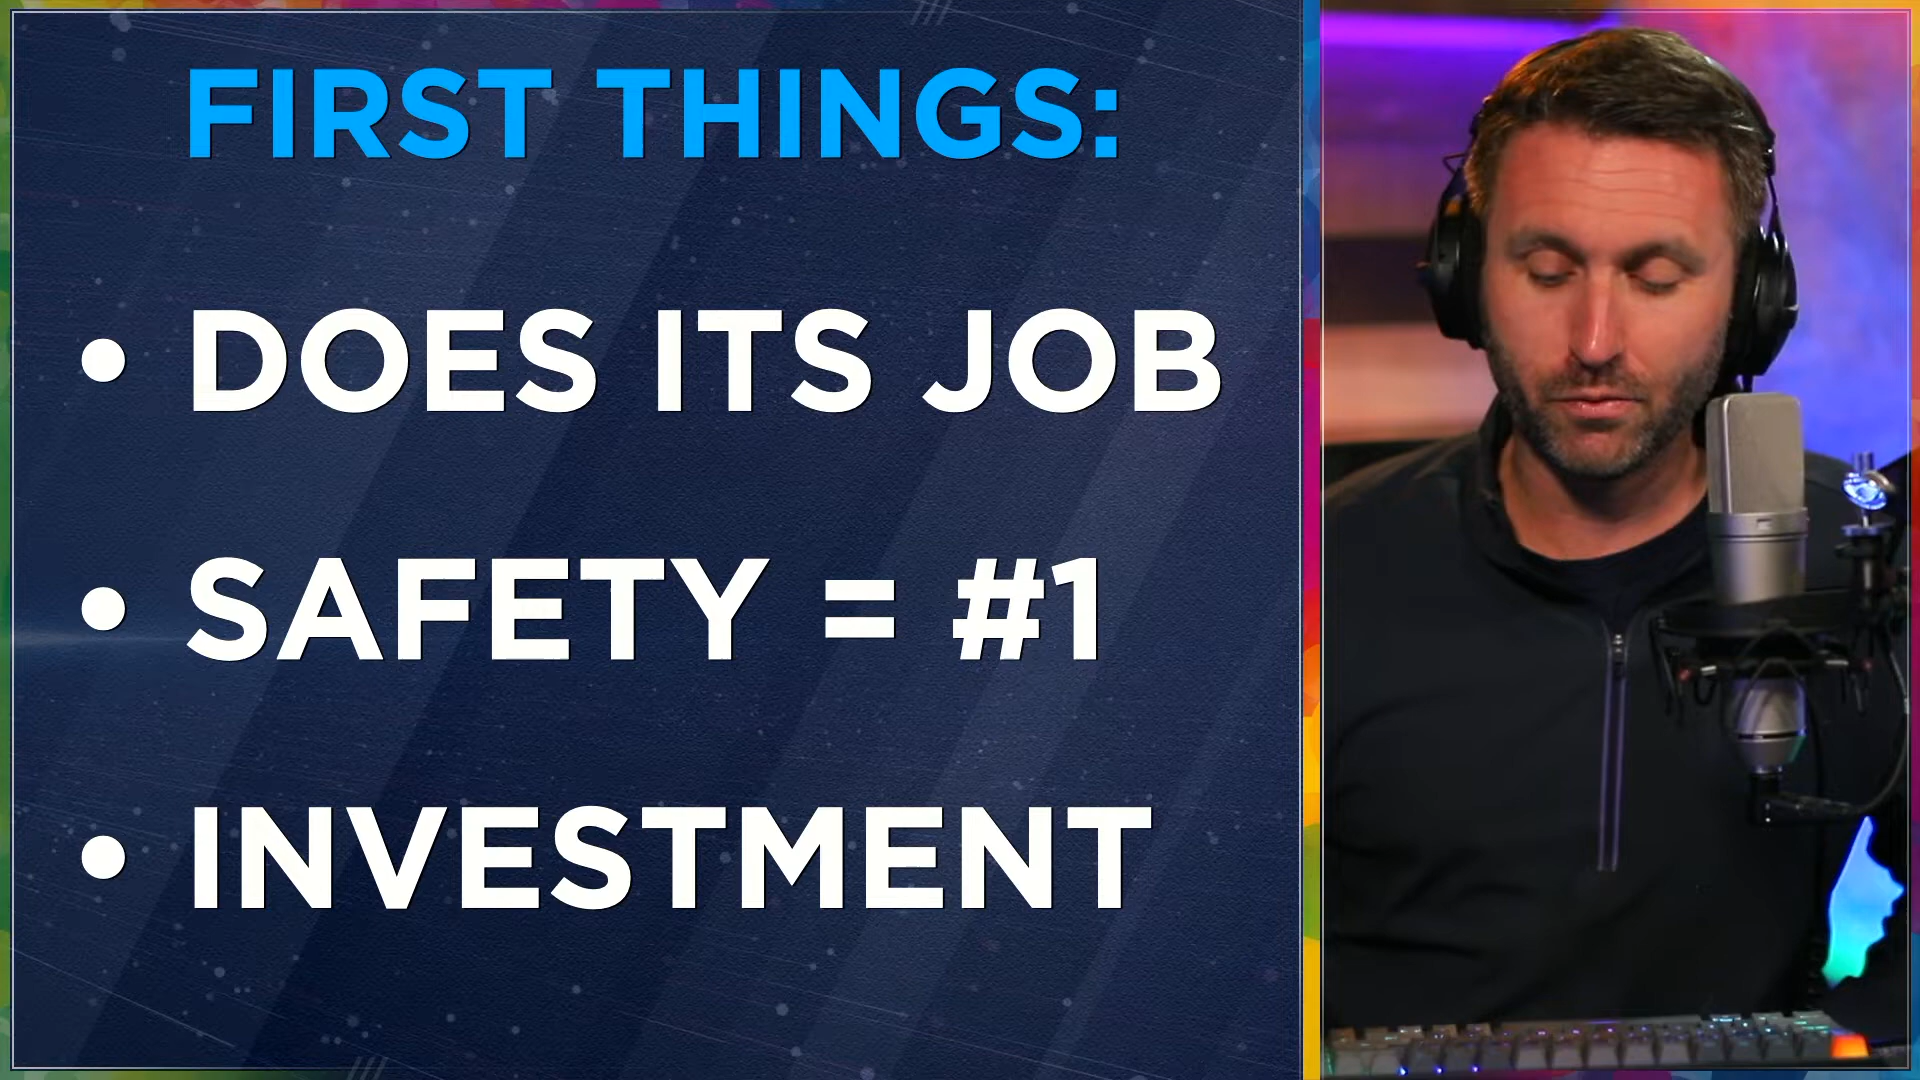 FIRST THINGS:
• DOES ITS JOB
• SAFETY = #1
• INVESTMENT